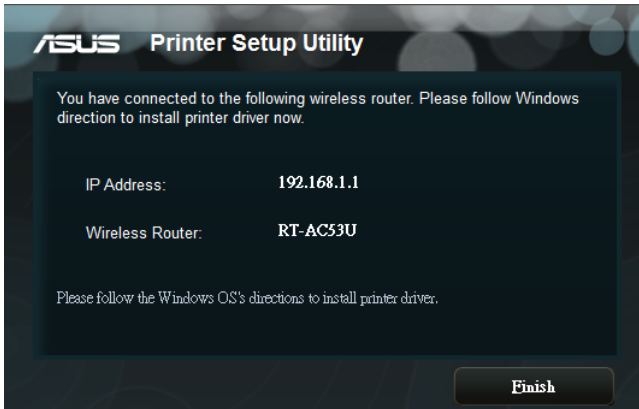 ASUS Printer Setup Utility
You have connected to the following wireless router. Please follow Windows
direction to install printer driver now.
IP Address: 192.168.1.1
Wireless Router: RT-AC53U
Please follow the Windows OS's directions to install printer driver.
Finish